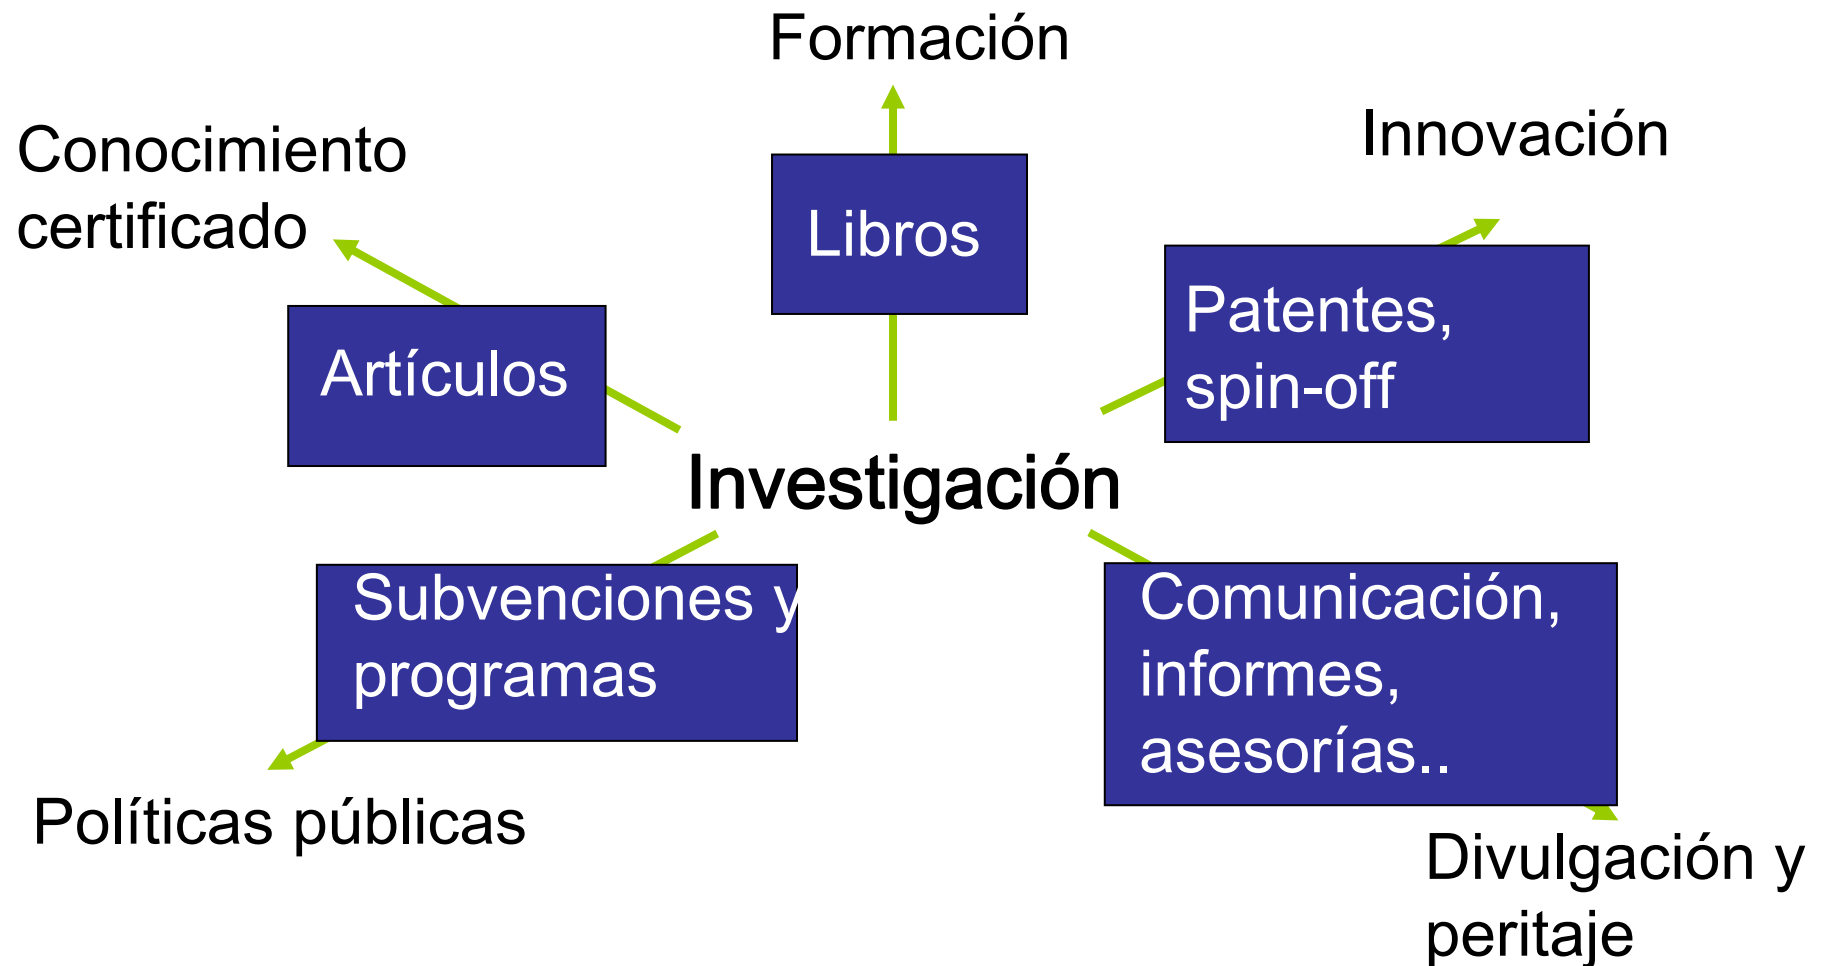 Formación
Conocimiento
certificado
Innovación
Libros
Patentes,
spin-off
Artículos
Investigación
Subvenciones y
programas
Comunicación,
informes,
asesorías..
Políticas públicas
Divulgación y
peritaje